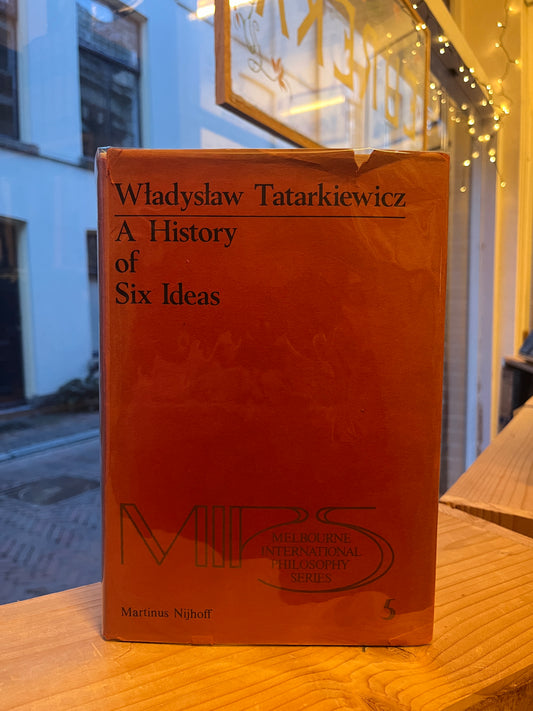 Władysław Tatarkiewicz
A History
of
Six Ideas
MIPS
MELBOURNE
INTERNATIONAL
PHILOSOPHY
SERIES
Martinus Nijhoff
5